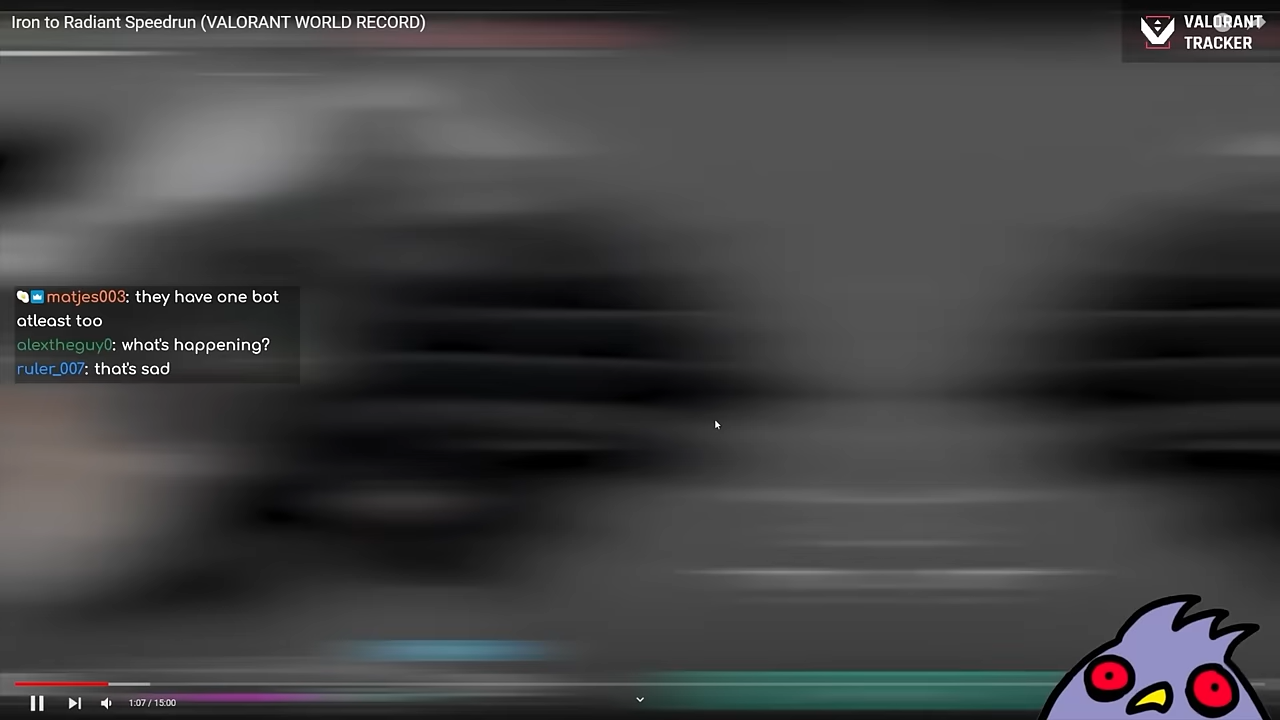 Iron to Radiant Speedrun (VALORANT WORLD RECORD)
VALORANT
TRACKER
matjes003: they have one bot
atleast too
alextheguy0: what's happening?
ruler_007: that's sad
1:07 / 15:00